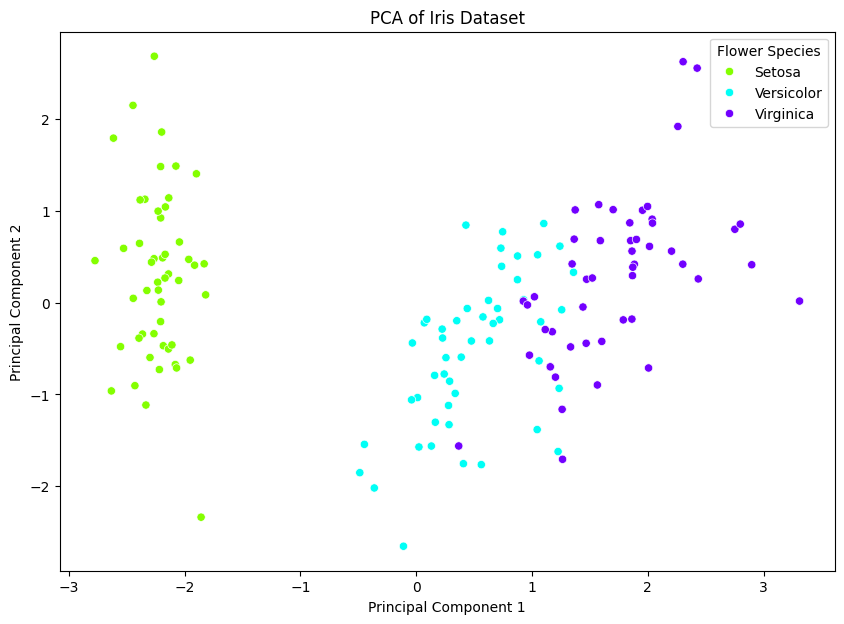 PCA of Iris Dataset
Flower Species
Setosa
Versicolor
Virginica
2
1
0
−1
−2
Principal Component 2
−3
−2
−1
0
1
2
3
Principal Component 1